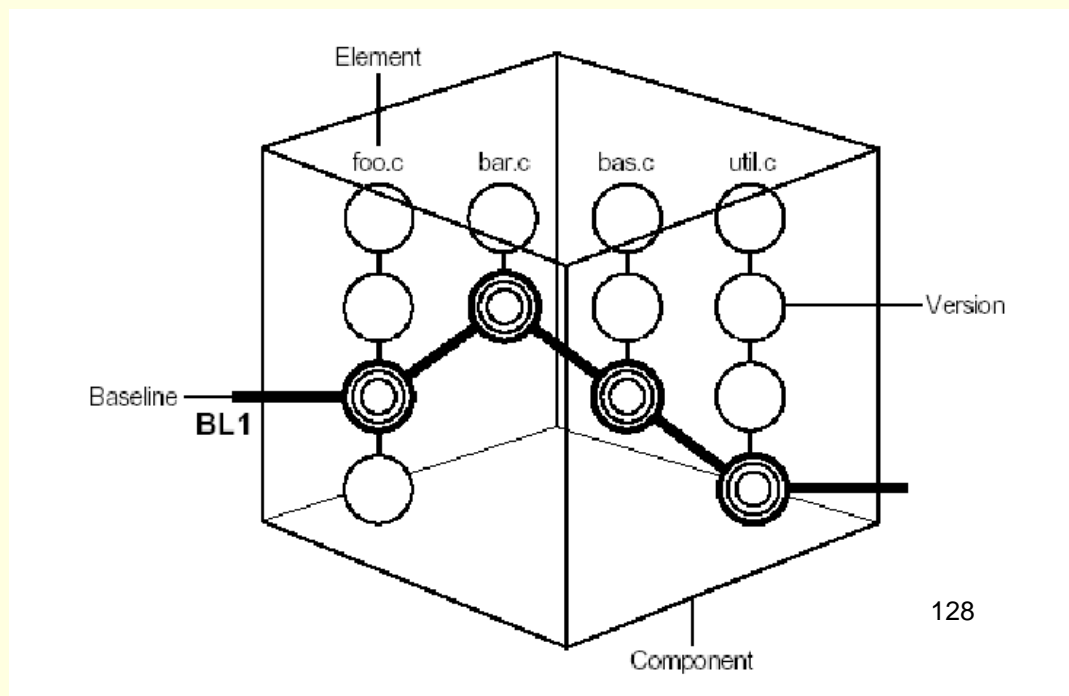 Element
foo.c bar.c bas.c util.c
Version
Baseline
BL1
128
Component